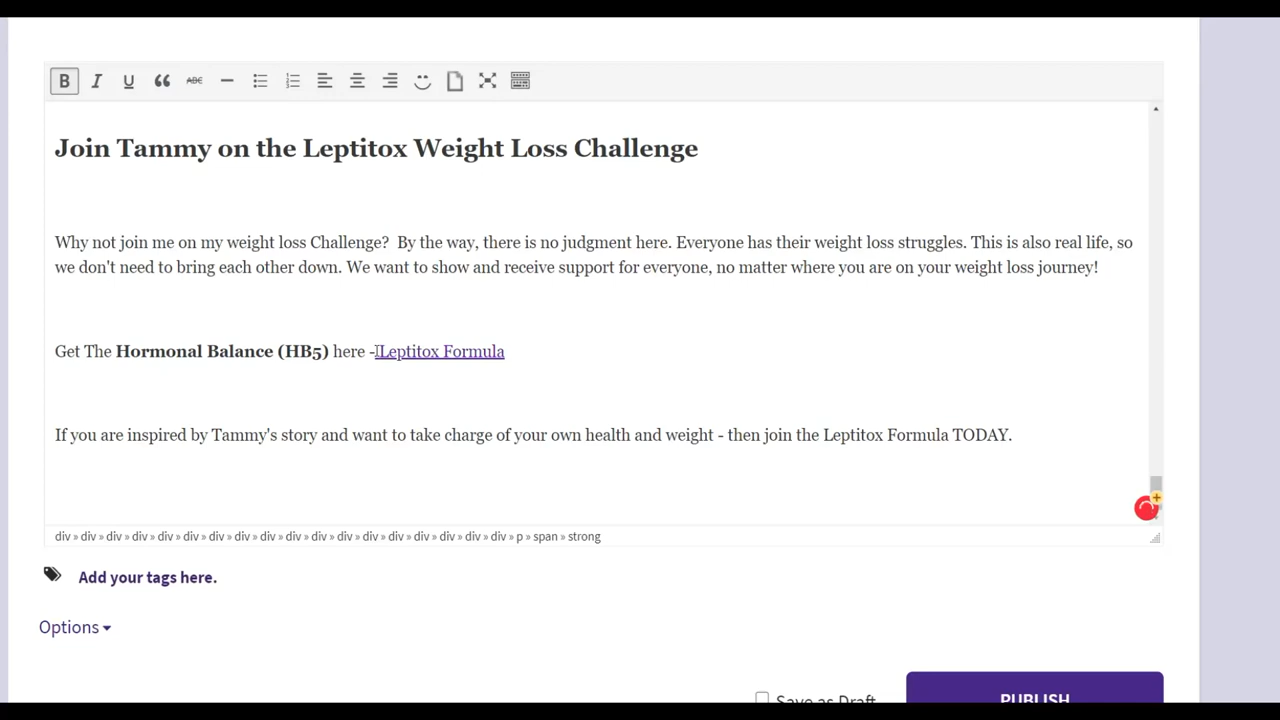 B I U ABC
Join Tammy on the Leptitox Weight Loss Challenge
Why not join me on my weight loss Challenge?  By the way, there is no judgment here. Everyone has their weight loss struggles. This is also real life, so
we don't need to bring each other down. We want to show and receive support for everyone, no matter where you are on your weight loss journey!
Get The Hormonal Balance (HB5) here - Leptitox Formula
If you are inspired by Tammy's story and want to take charge of your own health and weight - then join the Leptitox Formula TODAY.
div » div » div » div » div » div » div » div » div » div » div » div » div » div » div » div » div » div » p » span » strong
Add your tags here.
Options
Save as Draft
PUBLISH